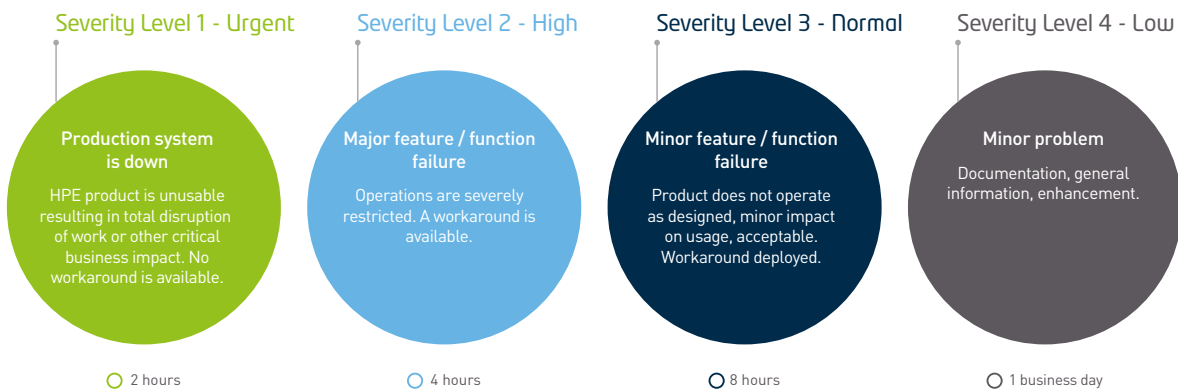 Severity Level 1 - Urgent
Production system
is down
HPE product is unusable
resulting in total disruption
of work or other critical
business impact. No
workaround is available.
2 hours
Severity Level 2 - High
Major feature / function
failure
Operations are severely
restricted. A workaround is
available.
4 hours
Severity Level 3 - Normal
Minor feature / function
failure
Product does not operate
as designed, minor impact
on usage, acceptable.
Workaround deployed.
8 hours
Severity Level 4 - Low
Minor problem
Documentation, general
information, enhancement.
1 business day